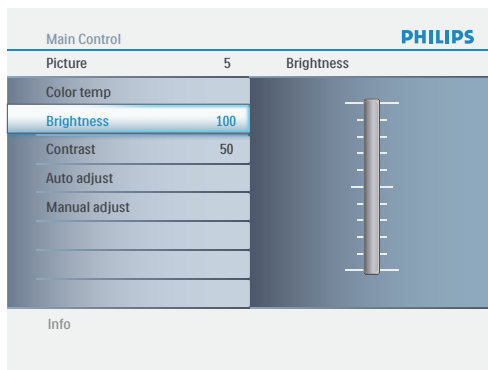 Main Control
PHILIPS
Picture 5 Brightness
Color temp
Brightness 100
Contrast 50
Auto adjust
Manual adjust
Info